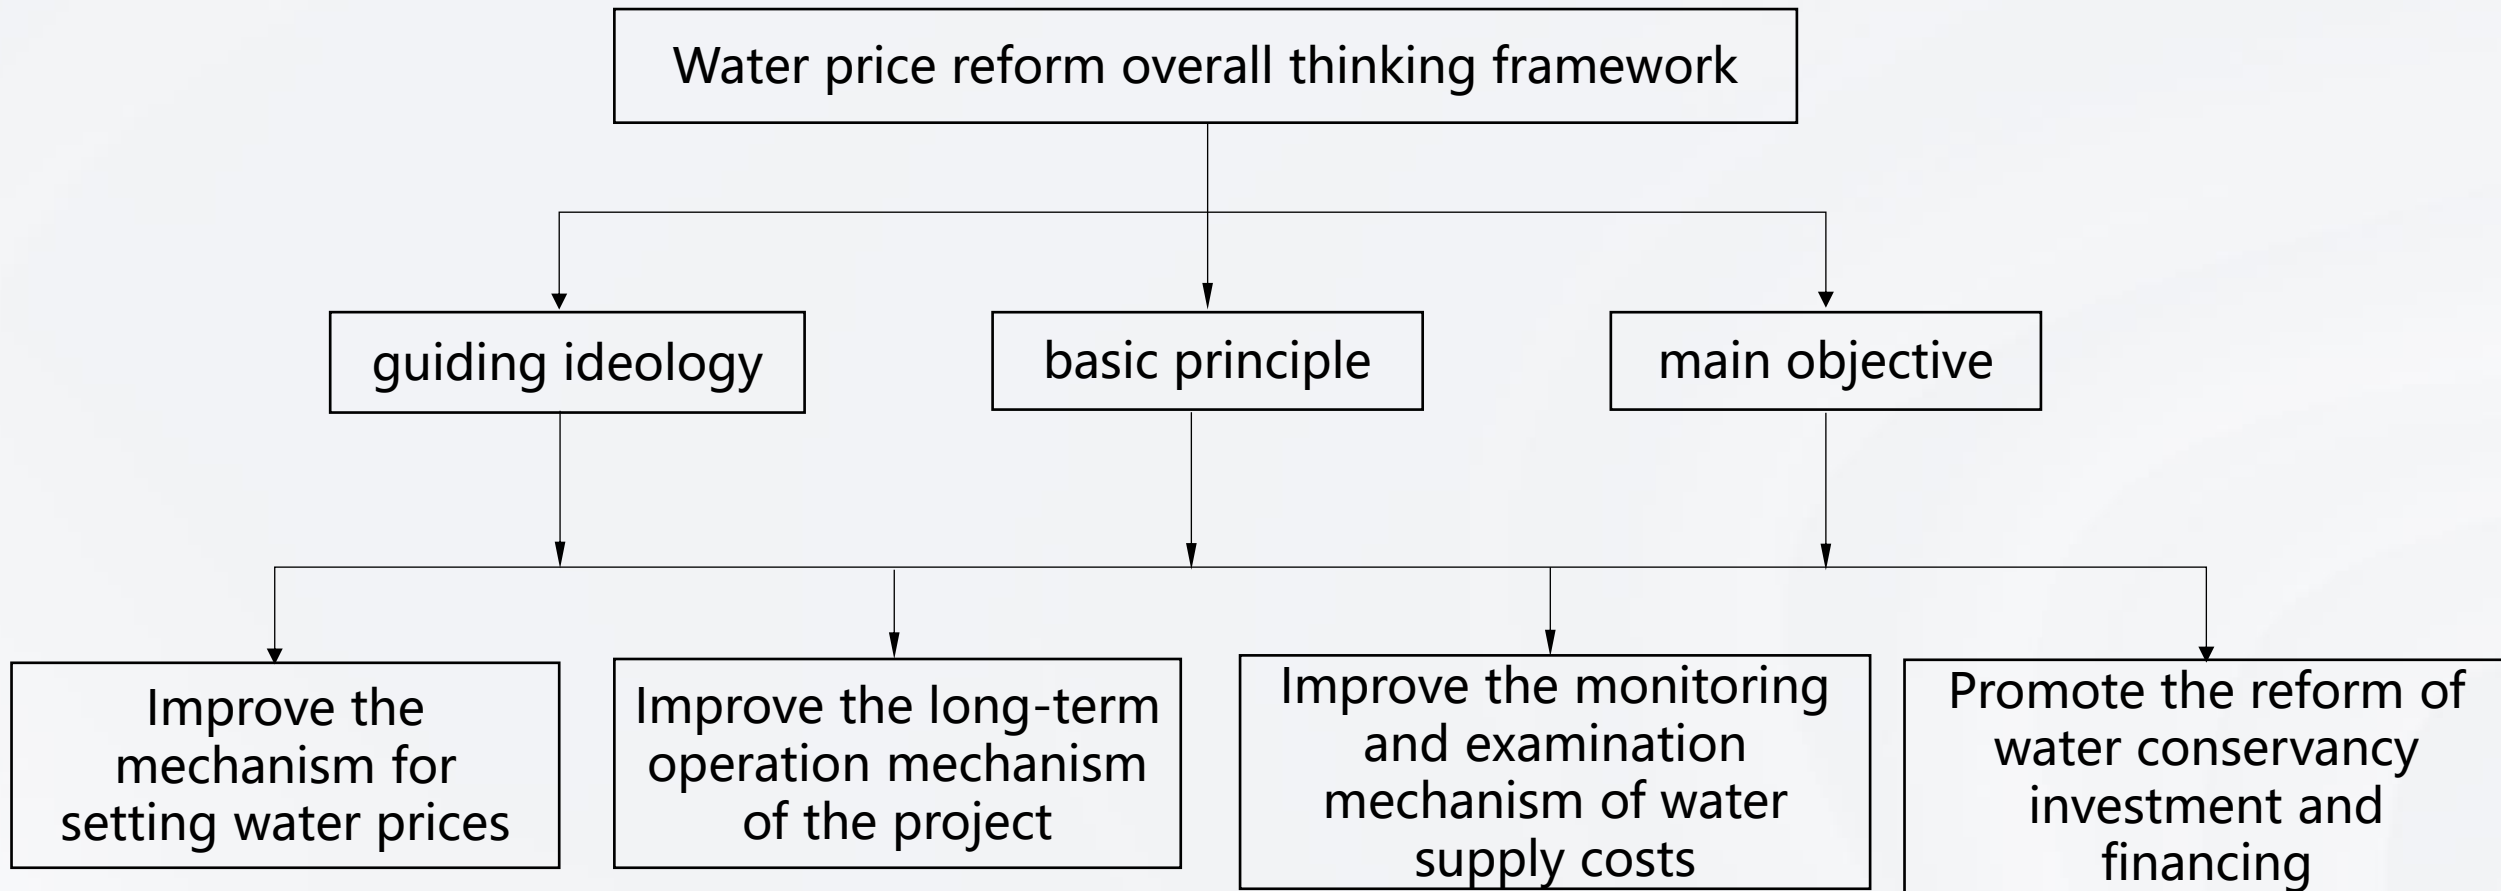 Water price reform overall thinking framework
guiding ideology
basic principle
main objective
Improve the
mechanism for
setting water prices
Improve the long-term
operation mechanism
of the project
Improve the monitoring
and examination
mechanism of water
supply costs
Promote the reform of
water conservancy
investment and
financing